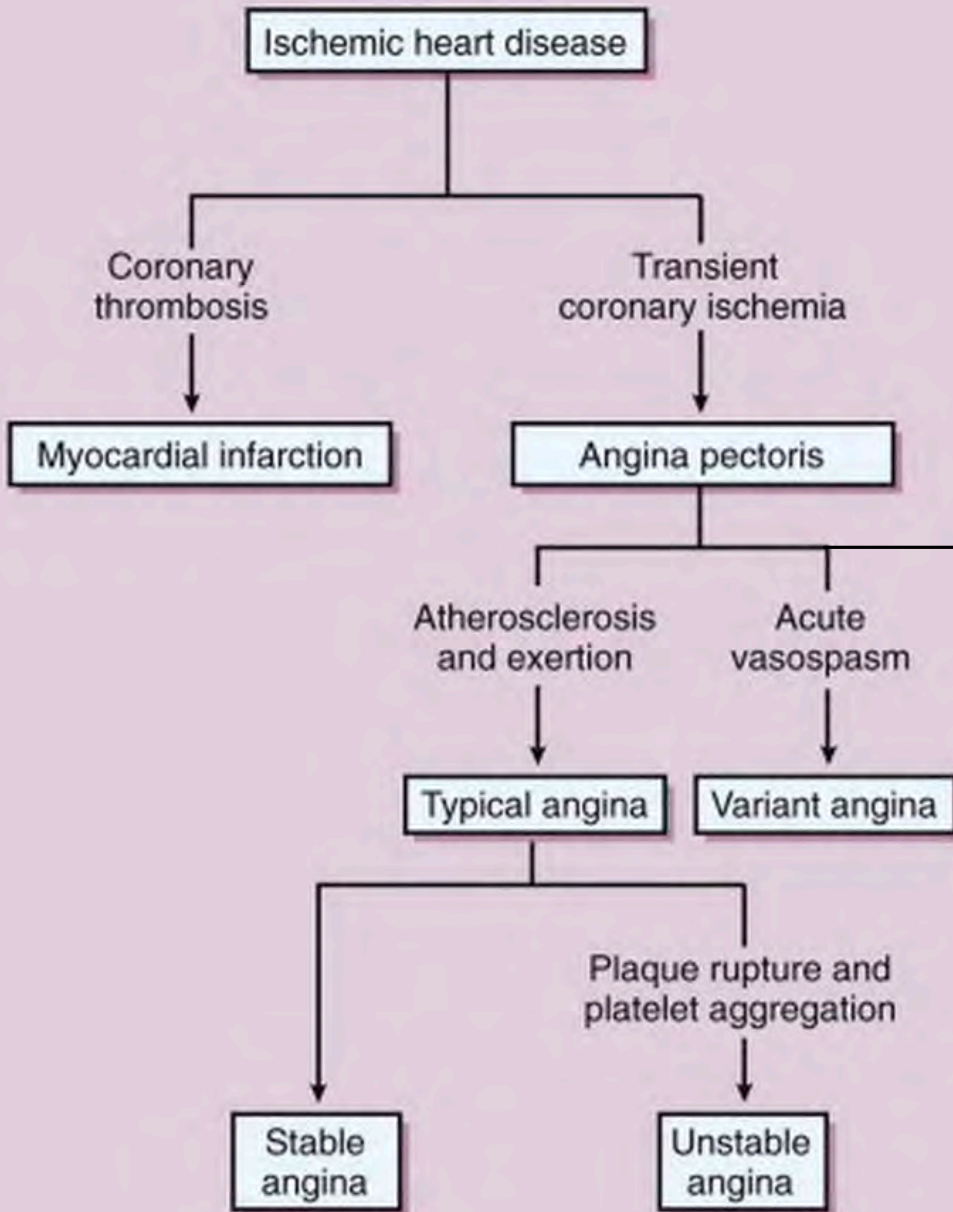 Ischemic heart disease
Coronary
thrombosis
Transient
coronary ischemia
Myocardial infarction
Angina pectoris
Atherosclerosis
and exertion
Acute
vasospasm
Typical angina
Variant angina
Plaque rupture and
platelet aggregation
Stable
angina
Unstable
angina